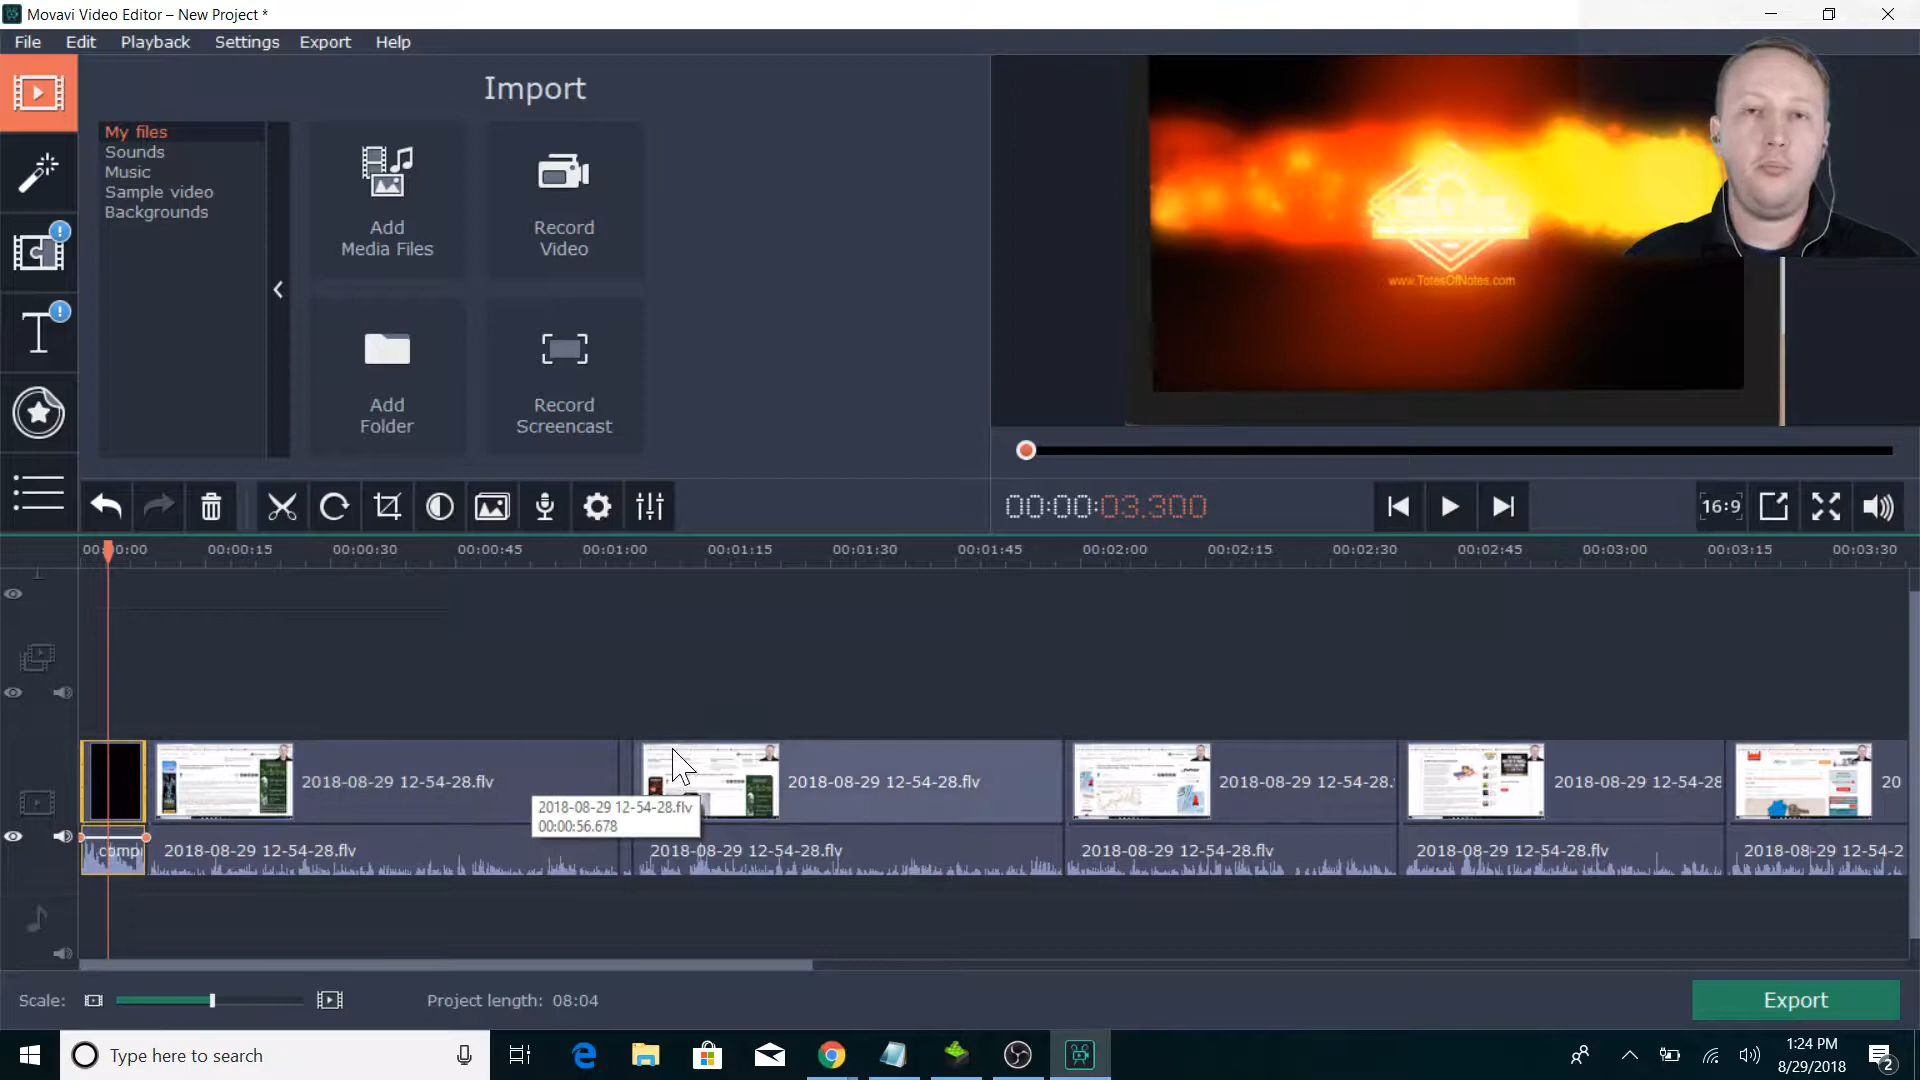 Movavi Video Editor – New Project *
File Edit Playback Settings Export Help
Import
My files
Sounds
Music
Sample video
Backgrounds
Add
Media Files
Record
Video
Add
Folder
Record
Screencast
www.TotesOfNotes.com
00:00:03.300
16:9
00:00:00 00:00:15 00:00:30 00:00:45 00:01:00 00:01:15 00:01:30 00:01:45 00:02:00 00:02:15 00:02:30 00:02:45 00:03:00 00:03:15 00:03:30
2018-08-29 12-54-28.flv 2018-08-29 12-54-28.flv 2018-08-29 12-54-28. 2018-08-29 12-54-28 20
2018-08-29 12-54-28.flv
00:00:56.678
comp 2018-08-29 12-54-28.flv 2018-08-29 12-54-28.flv 2018-08-29 12-54-28.flv 2018-08-29 12-54-28.flv 2018-08-29 12-54-2
Scale: Project length: 08:04
Export
Type here to search
1:24 PM
8/29/2018
2